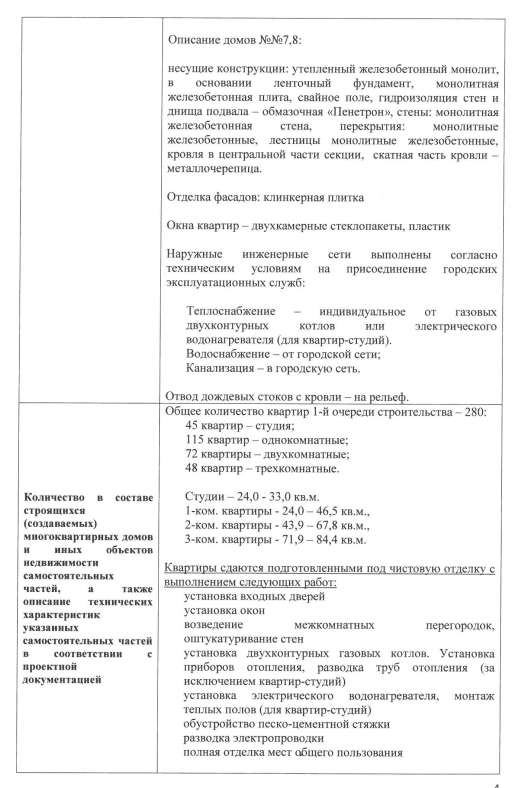 Описание домов №№7,8:
несущие конструкции: утепленный железобетонный монолит,
в основании ленточный фундамент, монолитная
железобетонная плита, свайное поле, гидроизоляция стен и
днища подвала – обмазочная «Пенетрон», стены: монолитная
железобетонная стена, перекрытия: монолитные
железобетонные, лестницы монолитные железобетонные,
кровля в центральной части секции, скатная часть кровли –
металлочерепица.
Отделка фасадов: клинкерная плитка
Окна квартир – двухкамерные стеклопакеты, пластик
Наружные инженерные сети выполнены согласно
техническим условиям на присоединение городских
эксплуатационных служб:
Теплоснабжение – индивидуальное от газовых
двухконтурных котлов или электрического
водонагревателя (для квартир-студий).
Водоснабжение – от городской сети;
Канализация – в городскую сеть.
Отвод дождевых стоков с кровли – на рельеф.
Количество в составе
строящихся
(создаваемых)
многоквартирных домов
и иных объектов
недвижимости
самостоятельных
частей, а также
описание технических
характеристик
указанных
самостоятельных частей
в соответствии с
проектной
документацией
Общее количество квартир 1-й очереди строительства – 280:
45 квартир – студия;
115 квартир – однокомнатные;
72 квартиры – двухкомнатные;
48 квартир – трехкомнатные.
Студии – 24,0 - 33,0 кв.м.
1-ком. квартиры - 24,0 – 46,5 кв.м.,
2-ком. квартиры - 43,9 – 67,8 кв.м.,
3-ком. квартиры - 71,9 – 84,4 кв.м.
Квартиры сдаются подготовленными под чистовую отделку с
выполнением следующих работ:
установка входных дверей
установка окон
возведение межкомнатных перегородок,
оштукатуривание стен
установка двухконтурных газовых котлов. Установка
приборов отопления, разводка труб отопления (за
исключением квартир-студий)
установка электрического водонагревателя, монтаж
теплых полов (для квартир-студий)
обустройство песко-цементной стяжки
разводка электропроводки
полная отделка мест общего пользования